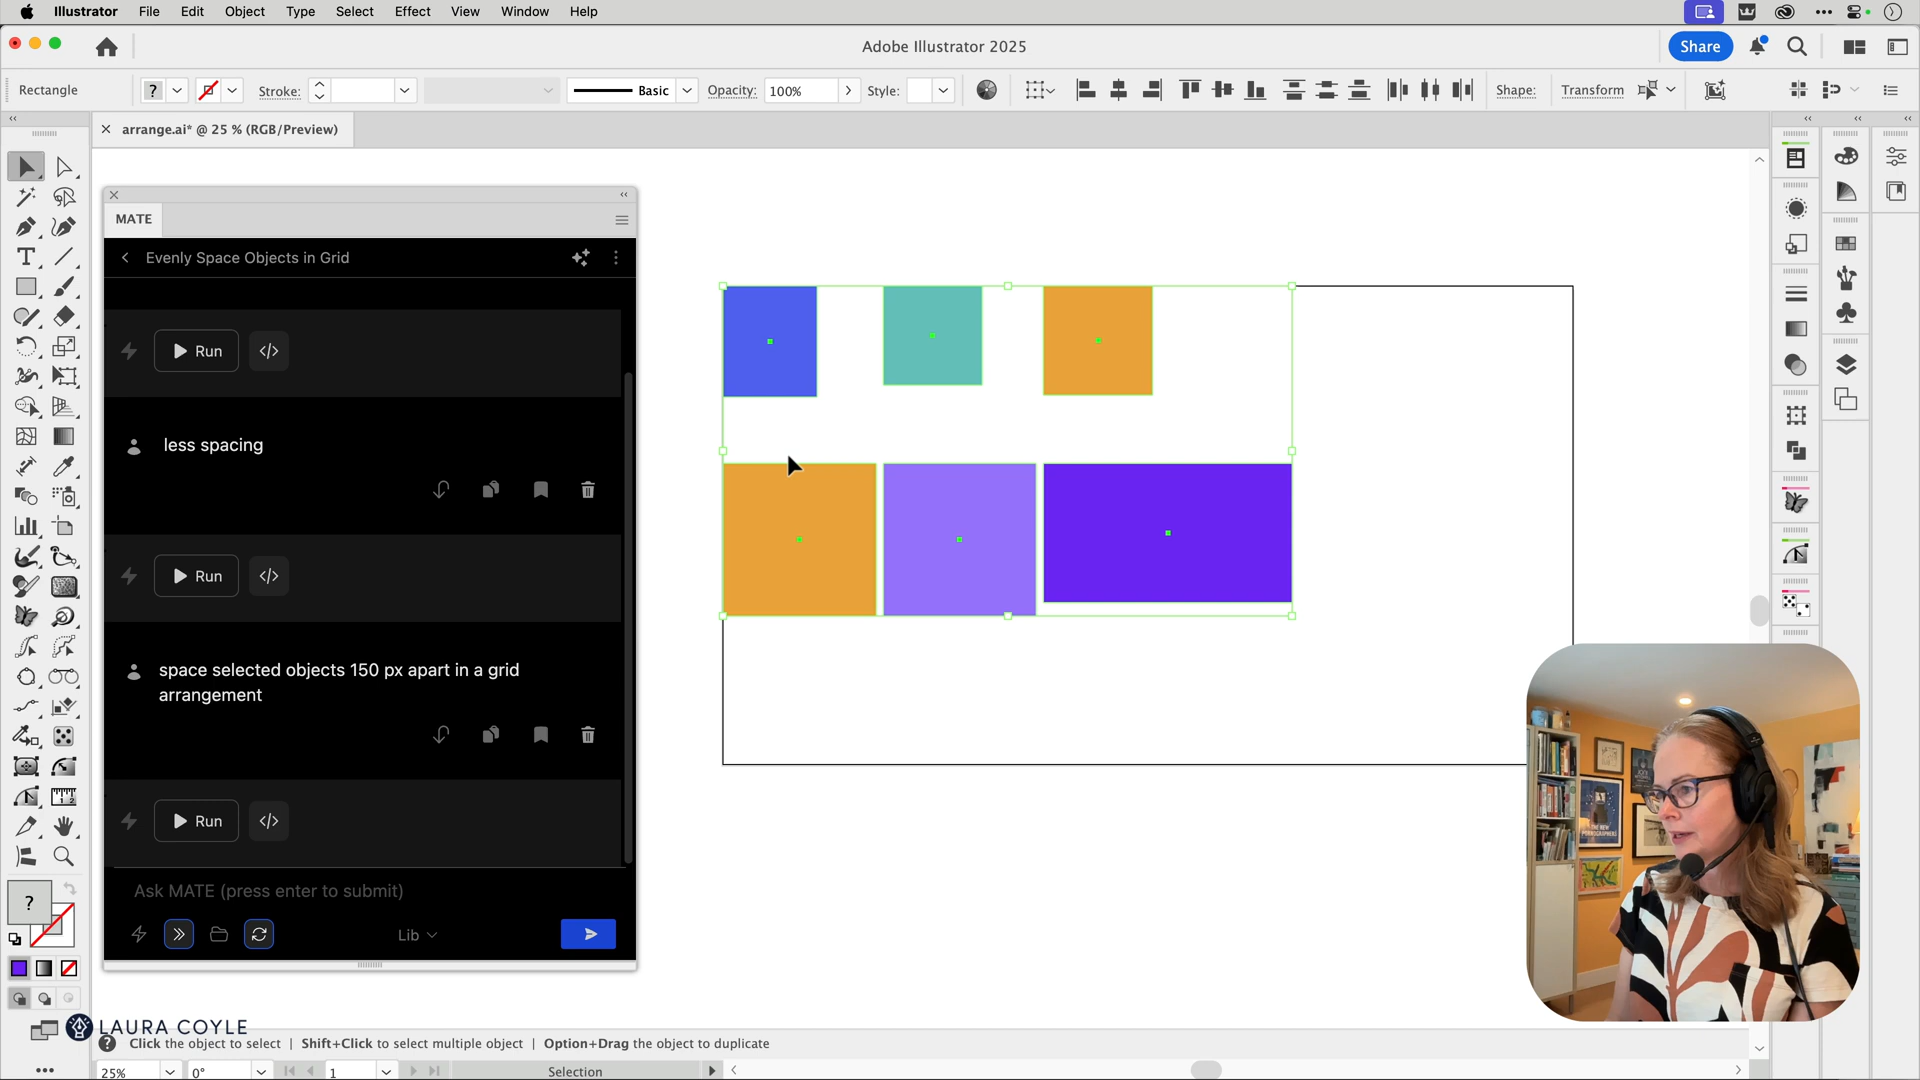 Illustrator File Edit Object Type Select Effect View Window Help
Adobe Illustrator 2025
Share
Rectangle ? Stroke: Basic Opacity: 100% Style: Shape: Transform
arrange.ai* @ 25 % (RGB/Preview)
MATE
Evenly Space Objects in Grid
Run </>
less spacing
Run </>
space selected objects 150 px apart in a grid
arrangement
Run </>
Ask MATE (press enter to submit)
Lib
?
LAURA COYLE
Click the object to select | Shift+Click to select multiple object | Option+Drag the object to duplicate
25% 0° 1 Selection